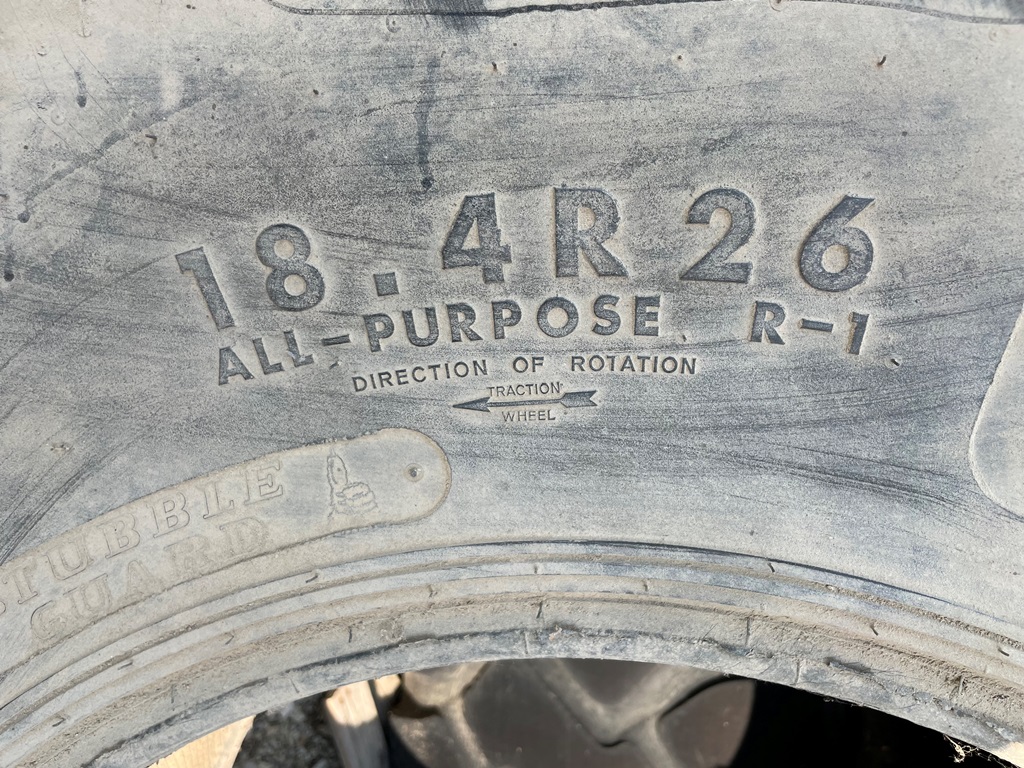 18.4R26
ALL-PURPOSE R-1
DIRECTION OF ROTATION
TRACTION
WHEEL
STUBBLE
GUARD